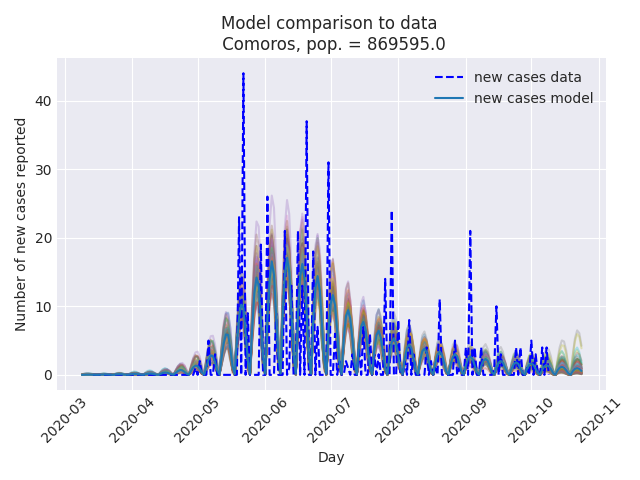 Model comparison to data
Comoros, pop. = 869595.0
new cases data
new cases model
Number of new cases reported
40
30
20
10
0
2020-03
2020-04
2020-05
2020-06
2020-07
2020-08
2020-09
2020-10
2020-11
Day